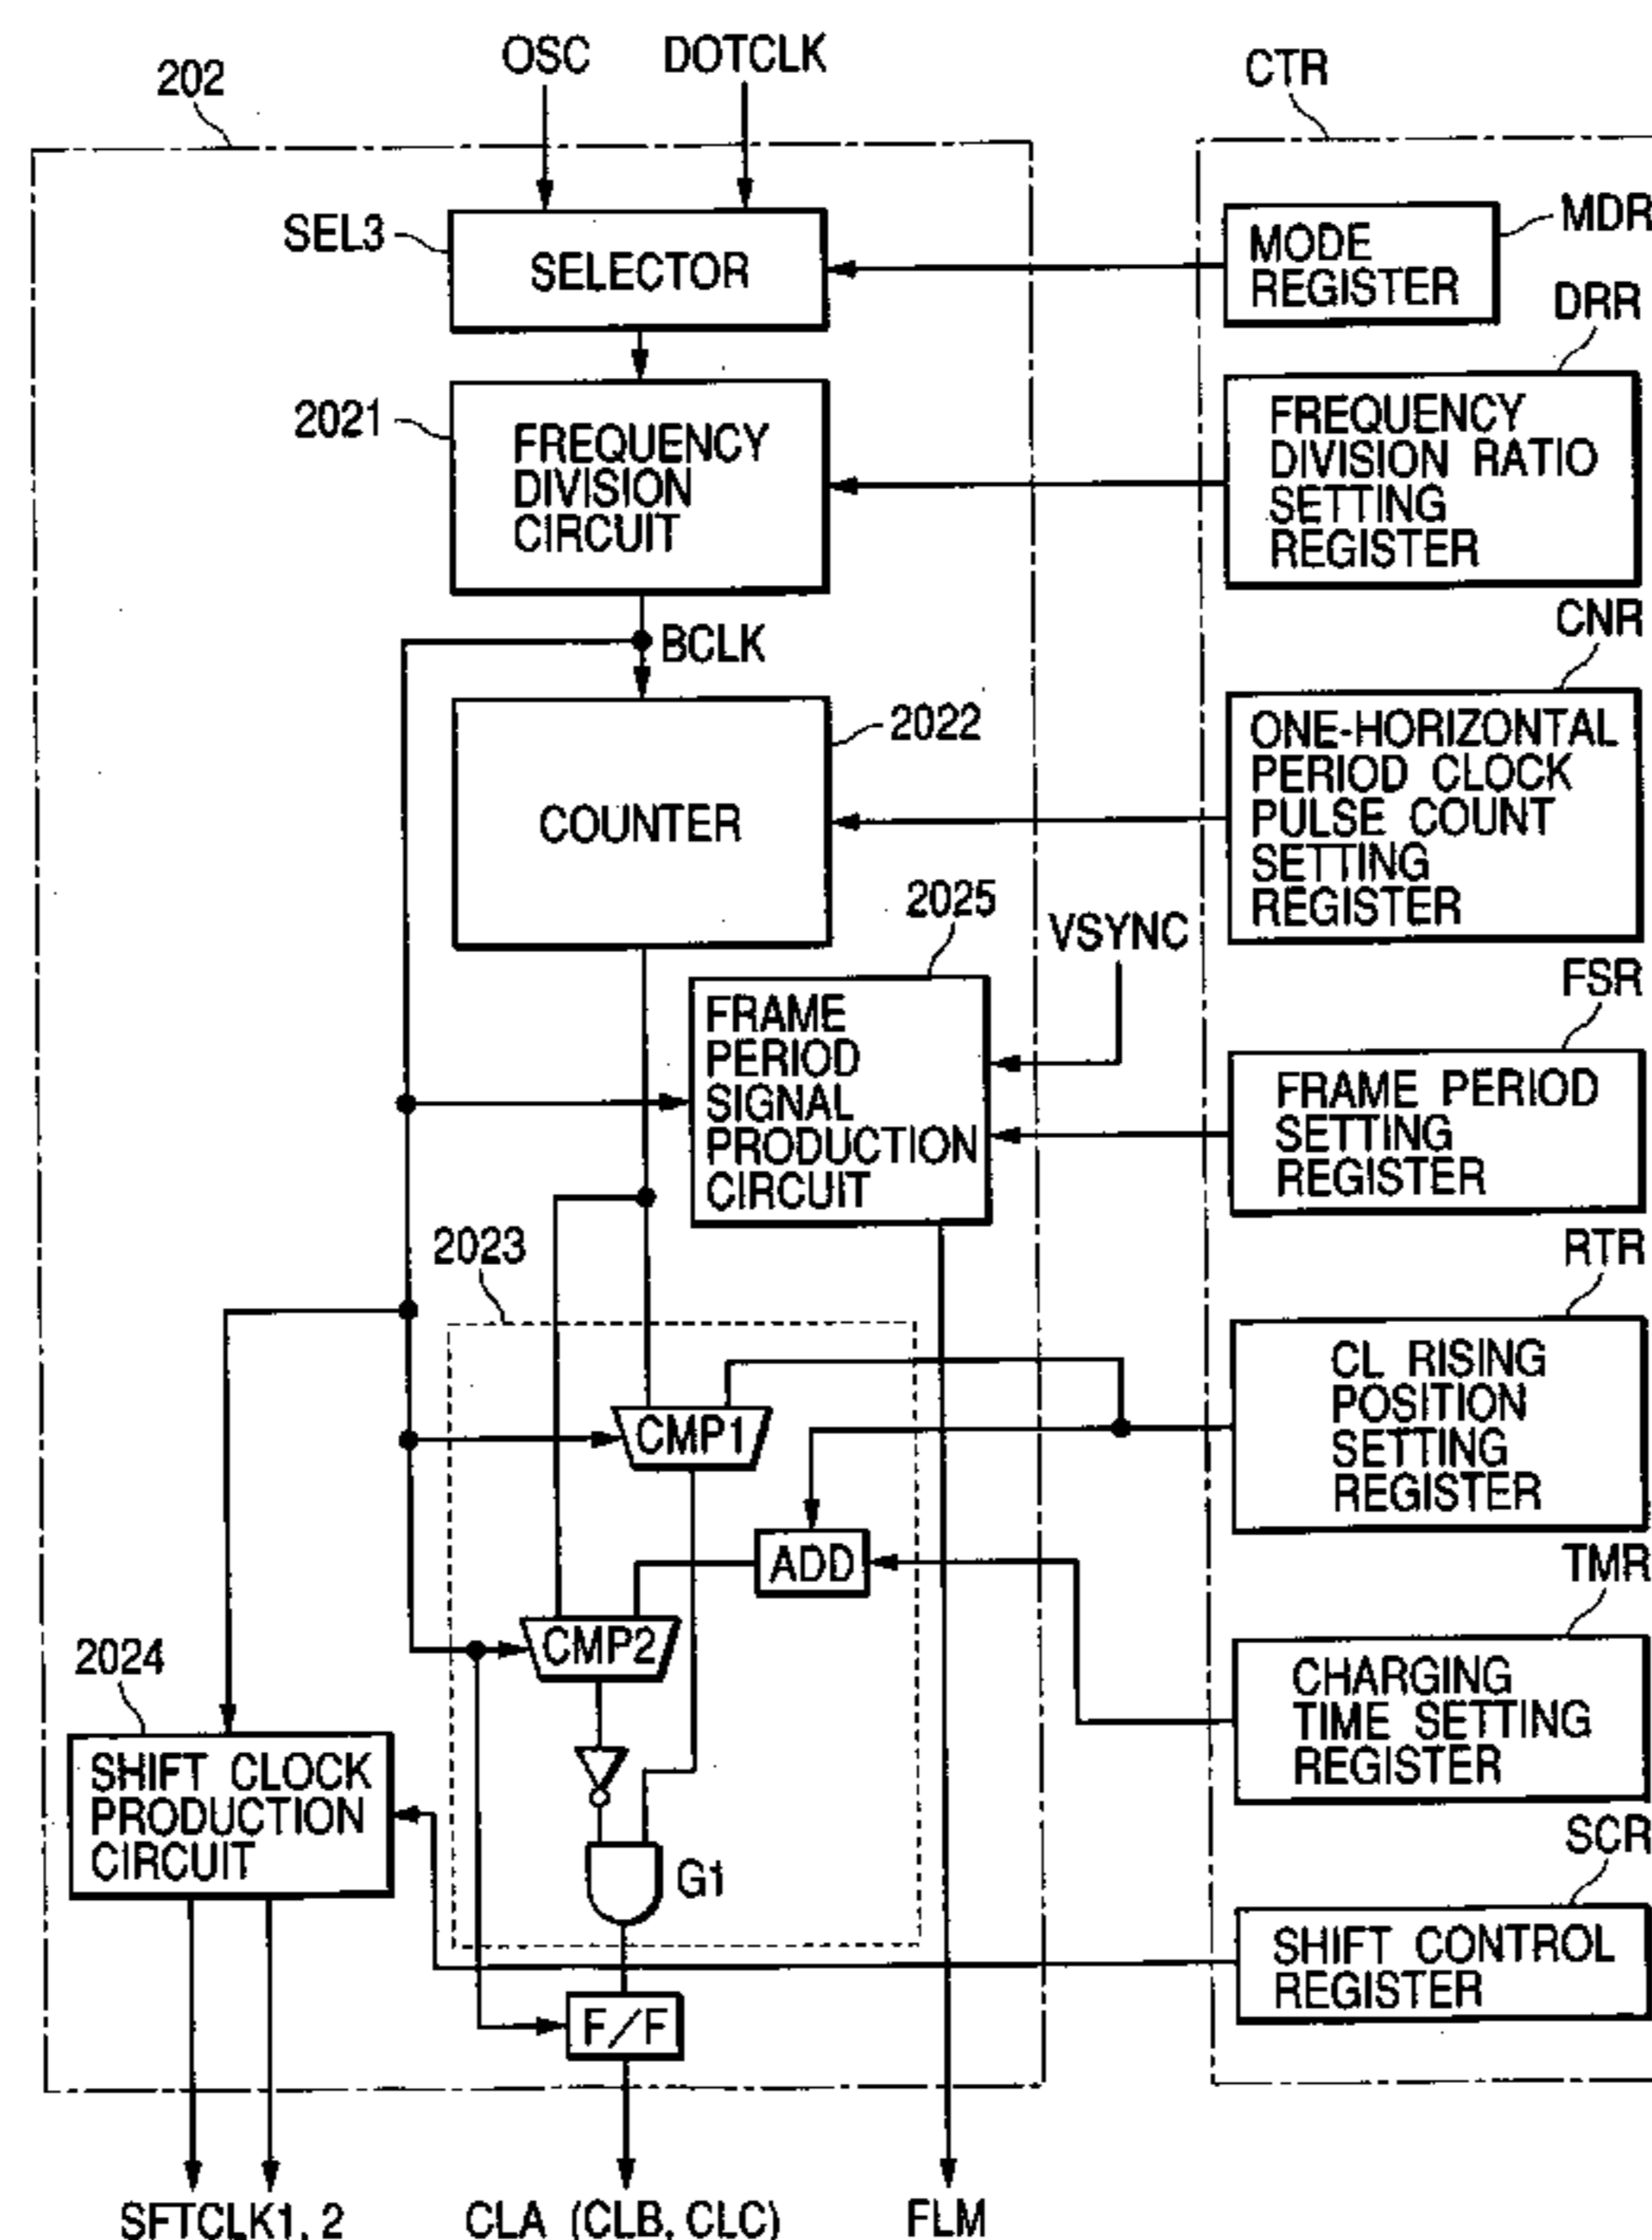 OSC
DOTCLK
CTR
202
MDR
SEL3
SELECTOR
MODE
REGISTER
DRR
2021
FREQUENCY
DIVISION
CIRCUIT
FREQUENCY
DIVISION RATIO
SETTING
REGISTER
CNR
BCLK
2022
COUNTER
ONE-HORIZONTAL
PERIOD CLOCK
PULSE COUNT
SETTING
REGISTER
2025
VSYNC
FSR
FRAME
PERIOD
SIGNAL
PRODUCTION
CIRCUIT
FRAME PERIOD
SETTING
REGISTER
2023
RTR
CL RISING
POSITION
SETTING
REGISTER
CMP1
ADD
TMR
CMP2
2024
CHARGING
TIME SETTING
REGISTER
SHIFT CLOCK
PRODUCTION
CIRCUIT
SCR
G1
SHIFT CONTROL
REGISTER
F/F
SFTCLK1, 2
CLA (CLB, CLC)
FLM